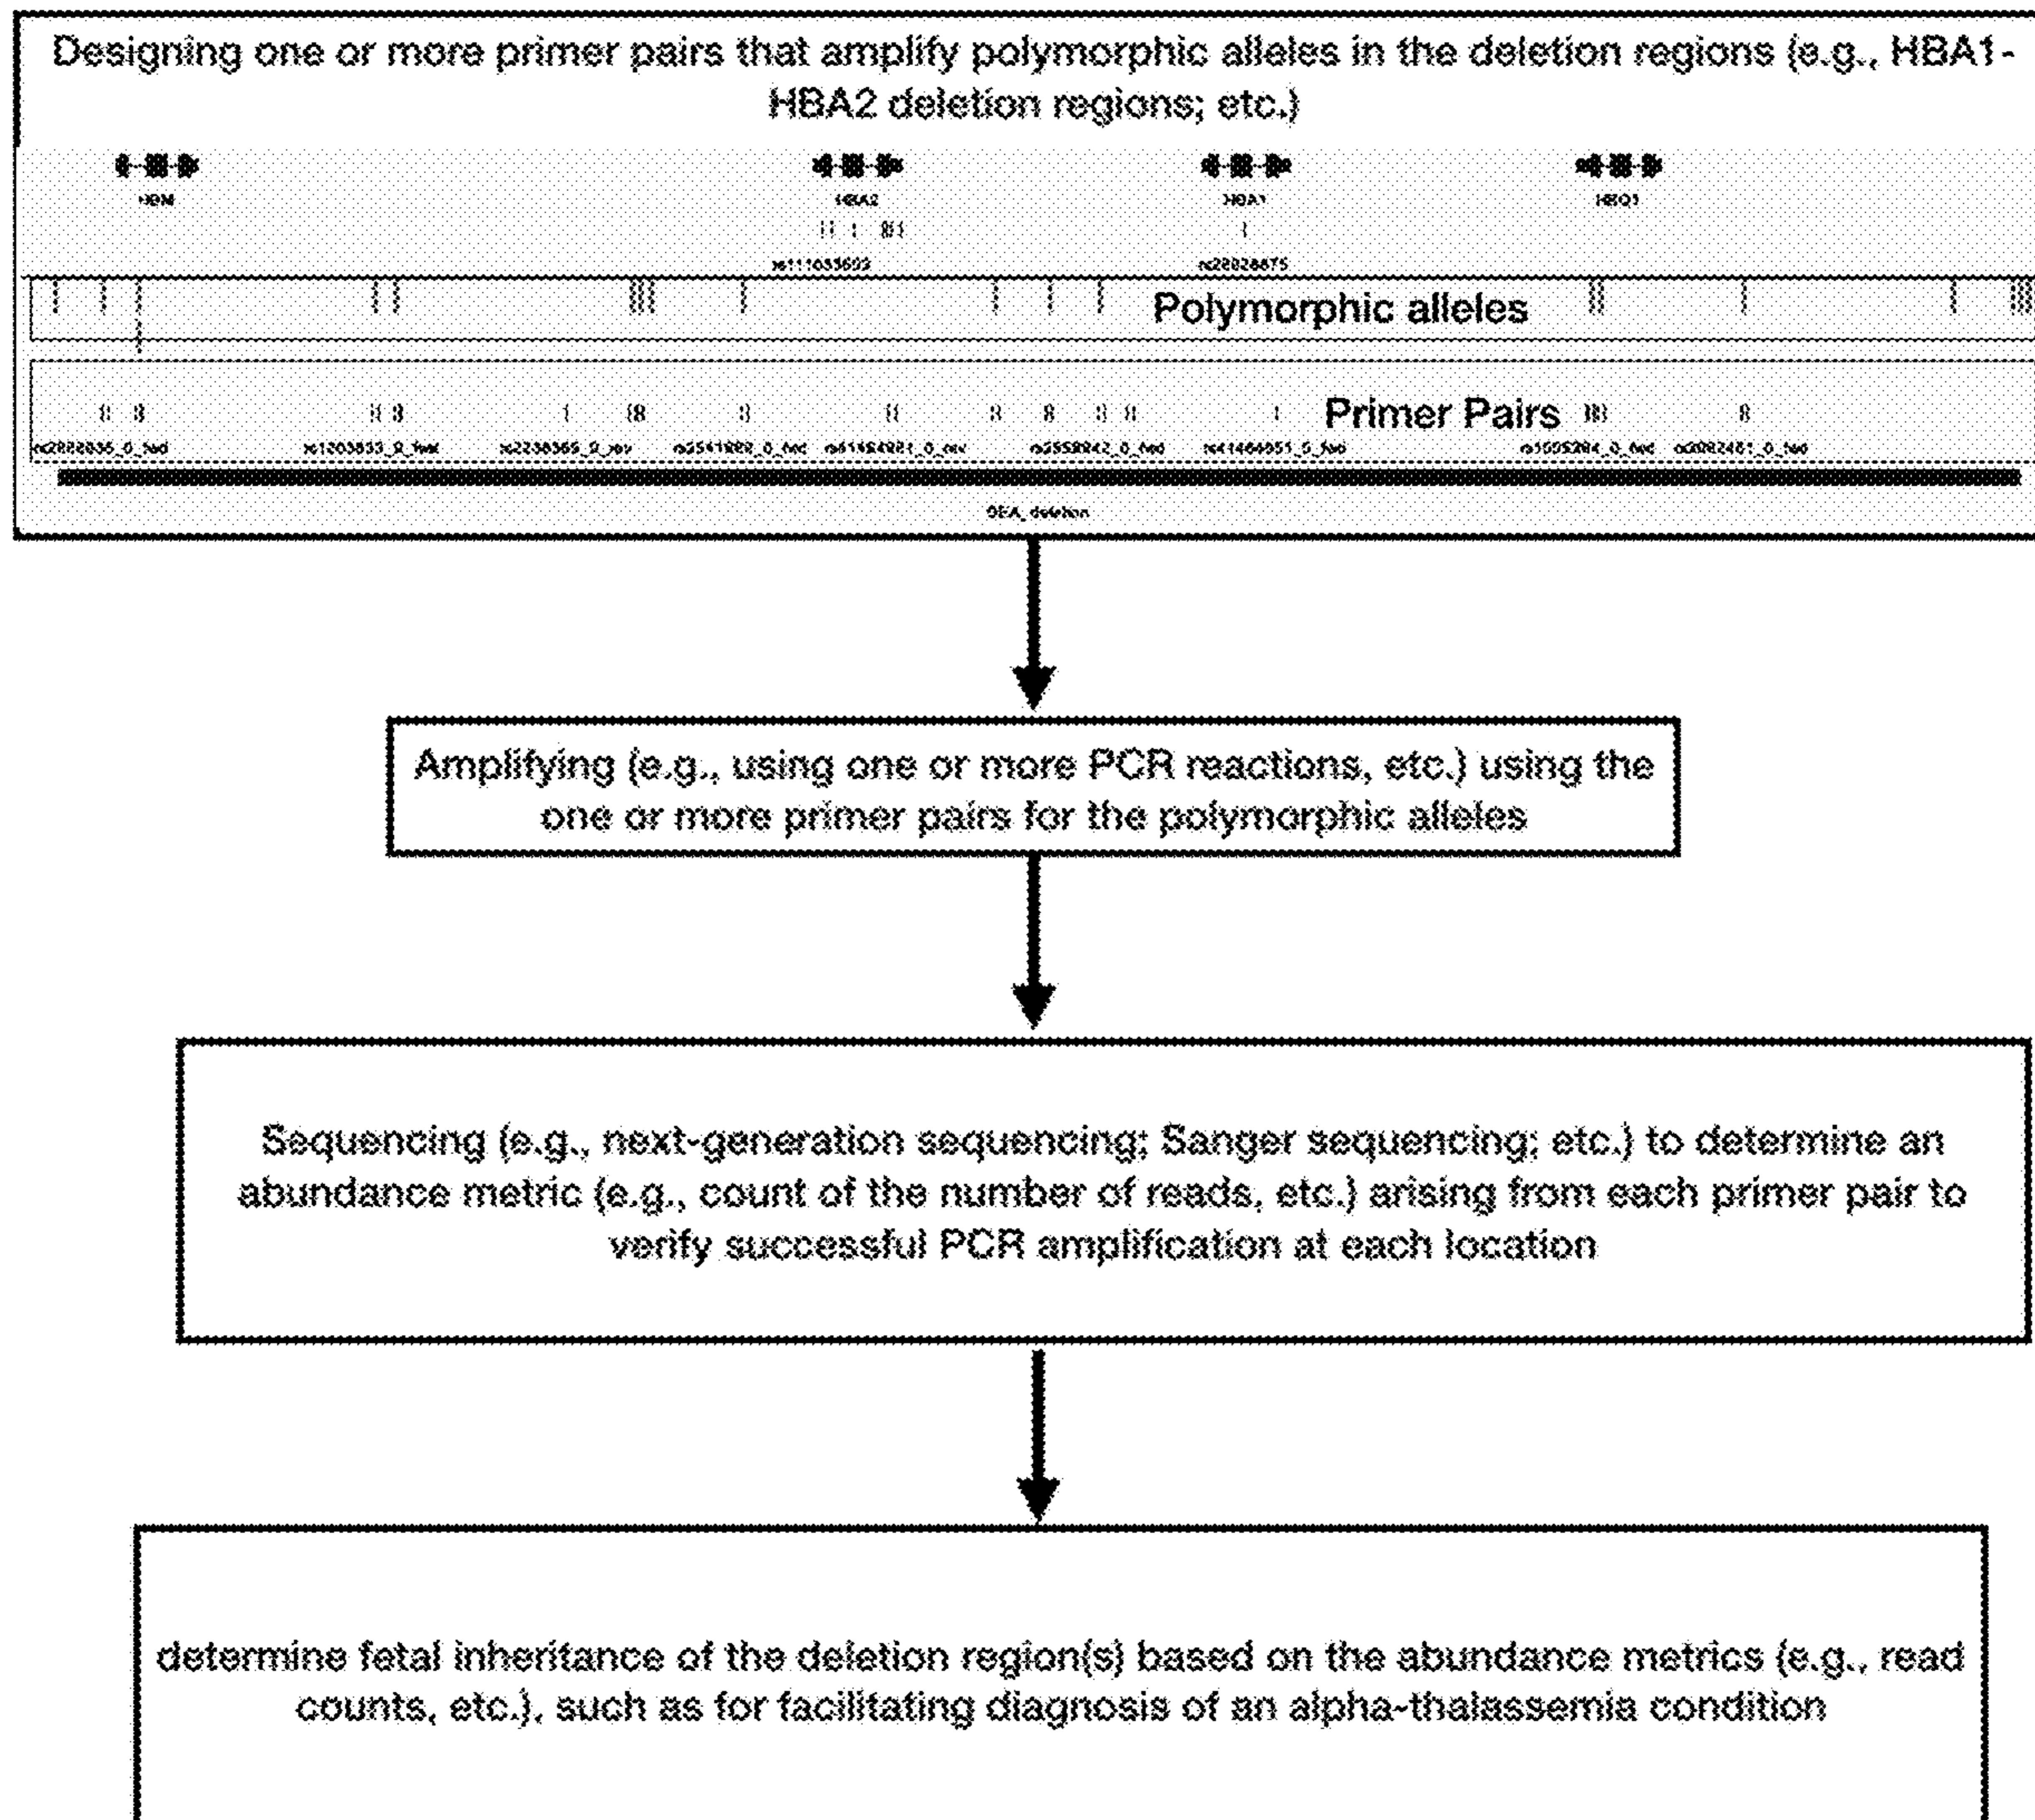 Designing one or more primer pairs that amplify polymorphic alleles in the deletion regions (e.g., HBA1-
HBA2 deletion regions; etc.)
HBM HBA2 HBA1 HBQ1
Polymorphic alleles
Primer Pairs
deletion
Amplifying (e.g., using one or more PCR reactions, etc.) using the
one or more primer pairs for the polymorphic alleles
Sequencing (e.g., next-generation sequencing; Sanger sequencing; etc.) to determine an
abundance metric (e.g., count of the number of reads, etc.) arising from each primer pair to
verify successful PCR amplification at each location
determine fetal inheritance of the deletion region(s) based on the abundance metrics (e.g., read
counts, etc.), such as for facilitating diagnosis of an alpha-thalassemia condition